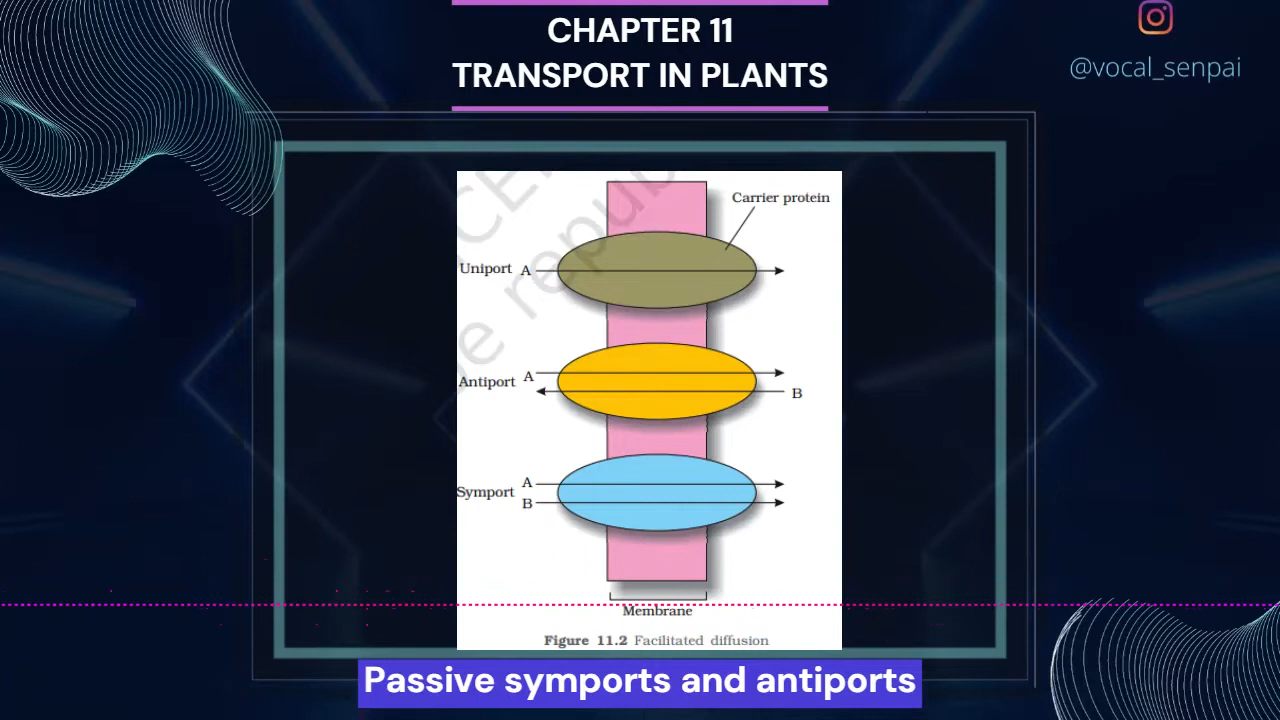 CHAPTER 11
TRANSPORT IN PLANTS
@vocal_senpai
Carrier protein
Uniport A
Antiport A
B
Symport A
B
Membrane
Figure 11.2 Facilitated diffusion
Passive symports and antiports